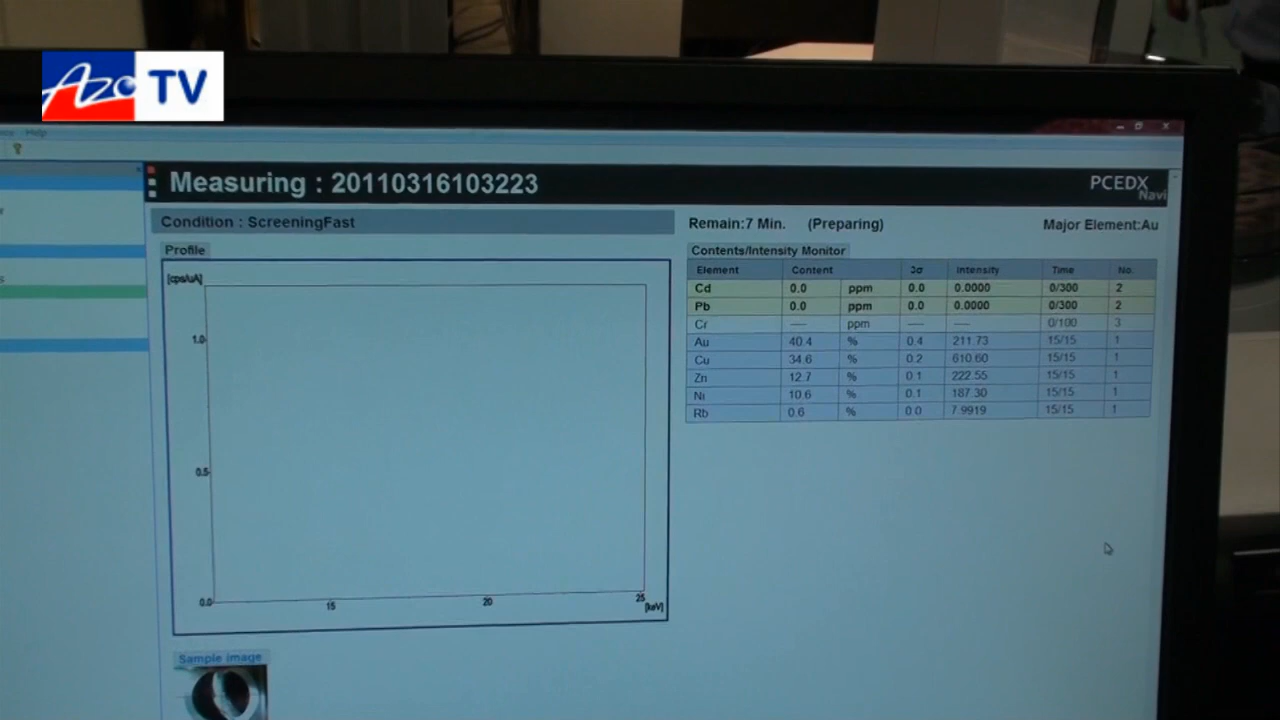 Azo TV
Help
Measuring : 20110316103223
PCEDX
Navi
Condition : ScreeningFast
Remain:7 Min. (Preparing)
Major Element:Au
Profile
[cps/uA]
1.0
0.5
0.0
15
20
25
[keV]
Contents/Intensity Monitor
Element Content 3σ Intensity Time No.
Cd 0.0 ppm 0.0 0.0000 0/300 2
Pb 0.0 ppm 0.0 0.0000 0/300 2
Cr ---- ppm ---- ---- 0/100 3
Au 40.4 % 0.4 211.73 15/15 1
Cu 34.6 % 0.2 610.60 15/15 1
Zn 12.7 % 0.1 222.55 15/15 1
Ni 10.6 % 0.1 187.30 15/15 1
Rb 0.6 % 0.0 7.9919 15/15 1
Sample image